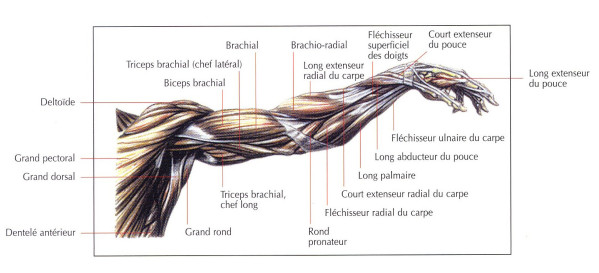 Fléchisseur
superficiel
des doigts
Court extenseur
du pouce
Brachial
Brachio-radial
Triceps brachial (chef latéral)
Long extenseur
radial du carpe
Biceps brachial
Long extenseur
du pouce
Deltoïde
Fléchisseur ulnaire du carpe
Grand pectoral
Long abducteur du pouce
Grand dorsal
Long palmaire
Triceps brachial,
chef long
Court extenseur radial du carpe
Fléchisseur radial du carpe
Dentelé antérieur
Grand rond
Rond
pronateur